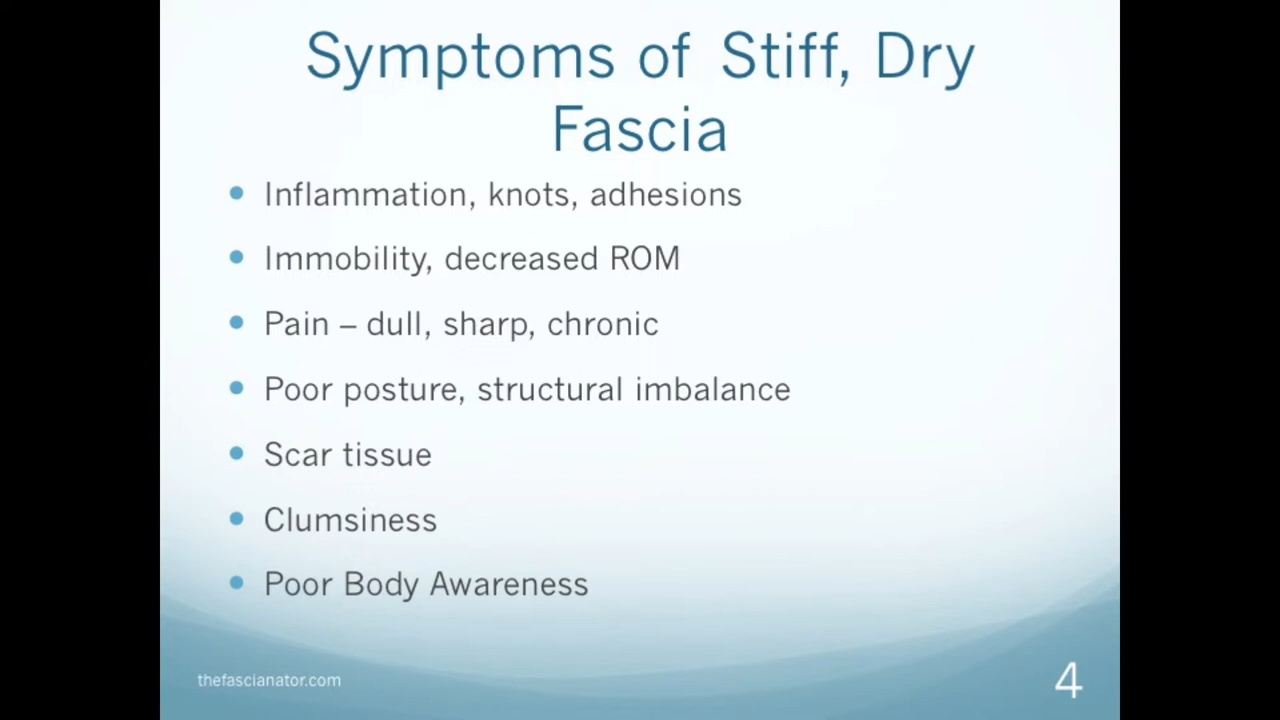 Symptoms of Stiff, Dry
Fascia
• Inflammation, knots, adhesions
• Immobility, decreased ROM
• Pain – dull, sharp, chronic
• Poor posture, structural imbalance
• Scar tissue
• Clumsiness
• Poor Body Awareness
thefascianator.com
4